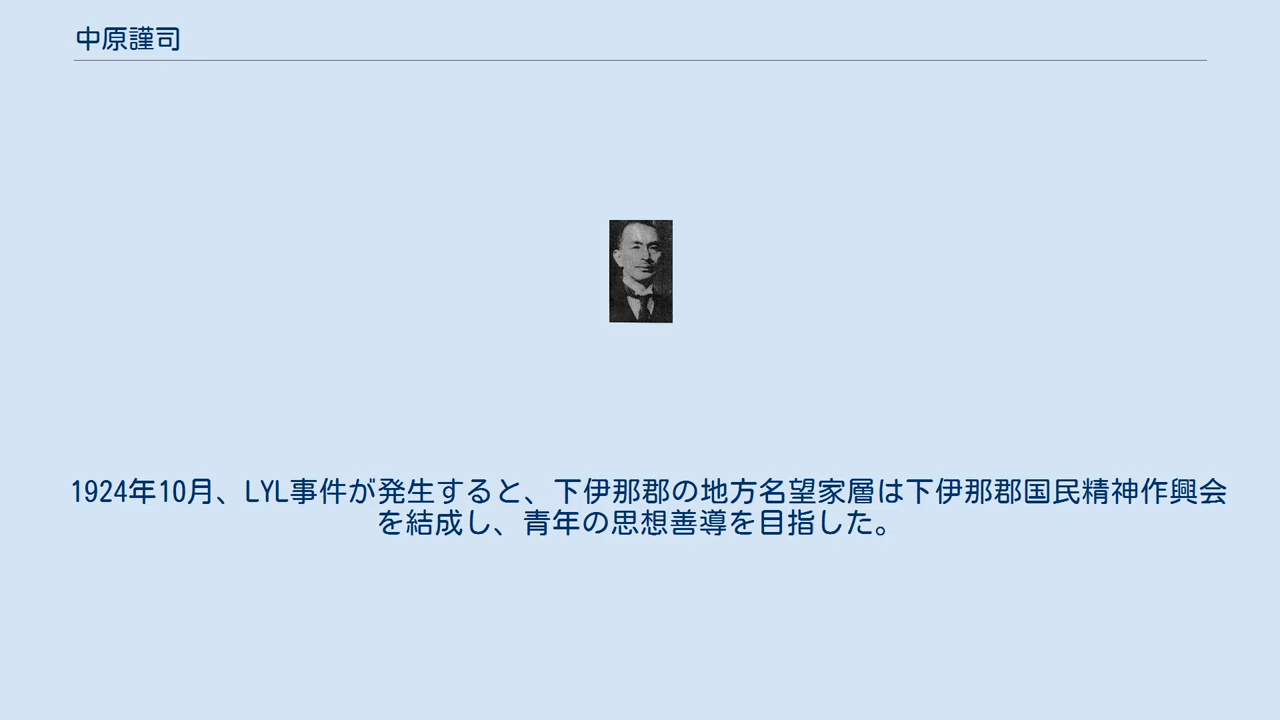 中原謹司
1924年10月、LYL事件が発生すると、下伊那郡の地方名望家層は下伊那郡国民精神作興会
を結成し、青年の思想善導を目指した。